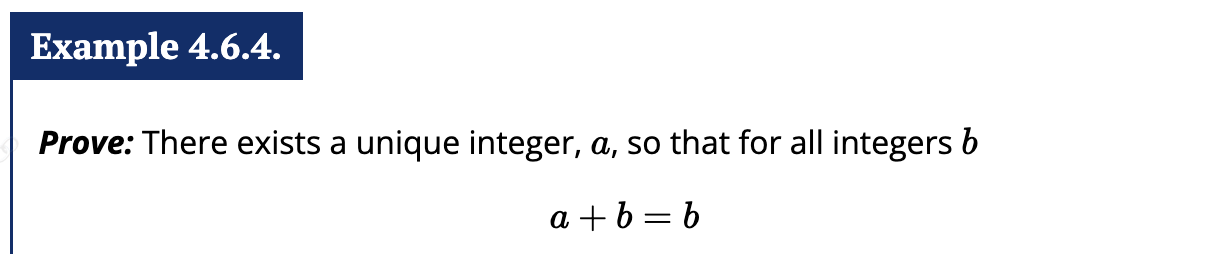 Example 4.6.4.
Prove: There exists a unique integer, a, so that for all integers b
a + b = b